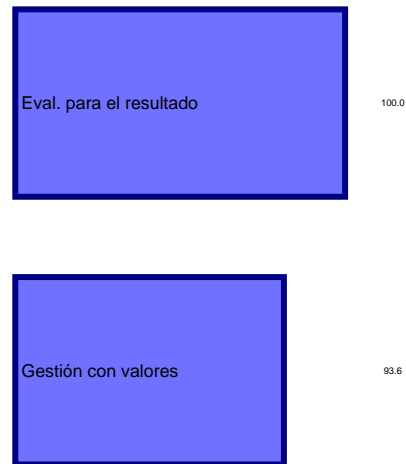 Eval. para el resultado 100.0
Gestión con valores 93.6